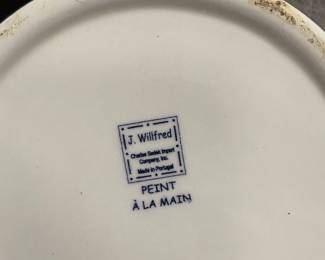 J. Willfred
Charles Sadek Import
Company, Inc.
Made in Portugal
PEINT
À LA MAIN